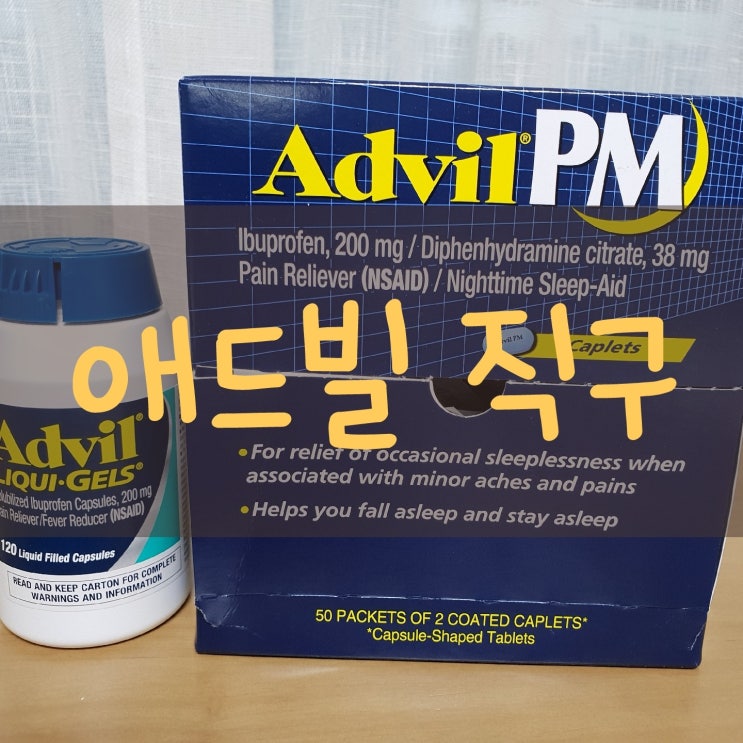 Advil® PM
Ibuprofen, 200 mg / Diphenhydramine citrate, 38 mg
Pain Reliever (NSAID) / Nighttime Sleep-Aid
애드빌 직구
Caplets
•For relief of occasional sleeplessness when
associated with minor aches and pains
•Helps you fall asleep and stay asleep
50 PACKETS OF 2 COATED CAPLETS*
*Capsule-Shaped Tablets
Advil®
LIQUI•GELS®
Ibuprofen Capsules, 200 mg
Reliever/Fever Reducer (NSAID)
120 Liquid Filled Capsules
READ AND KEEP CARTON FOR COMPLETE
WARNINGS AND INFORMATION